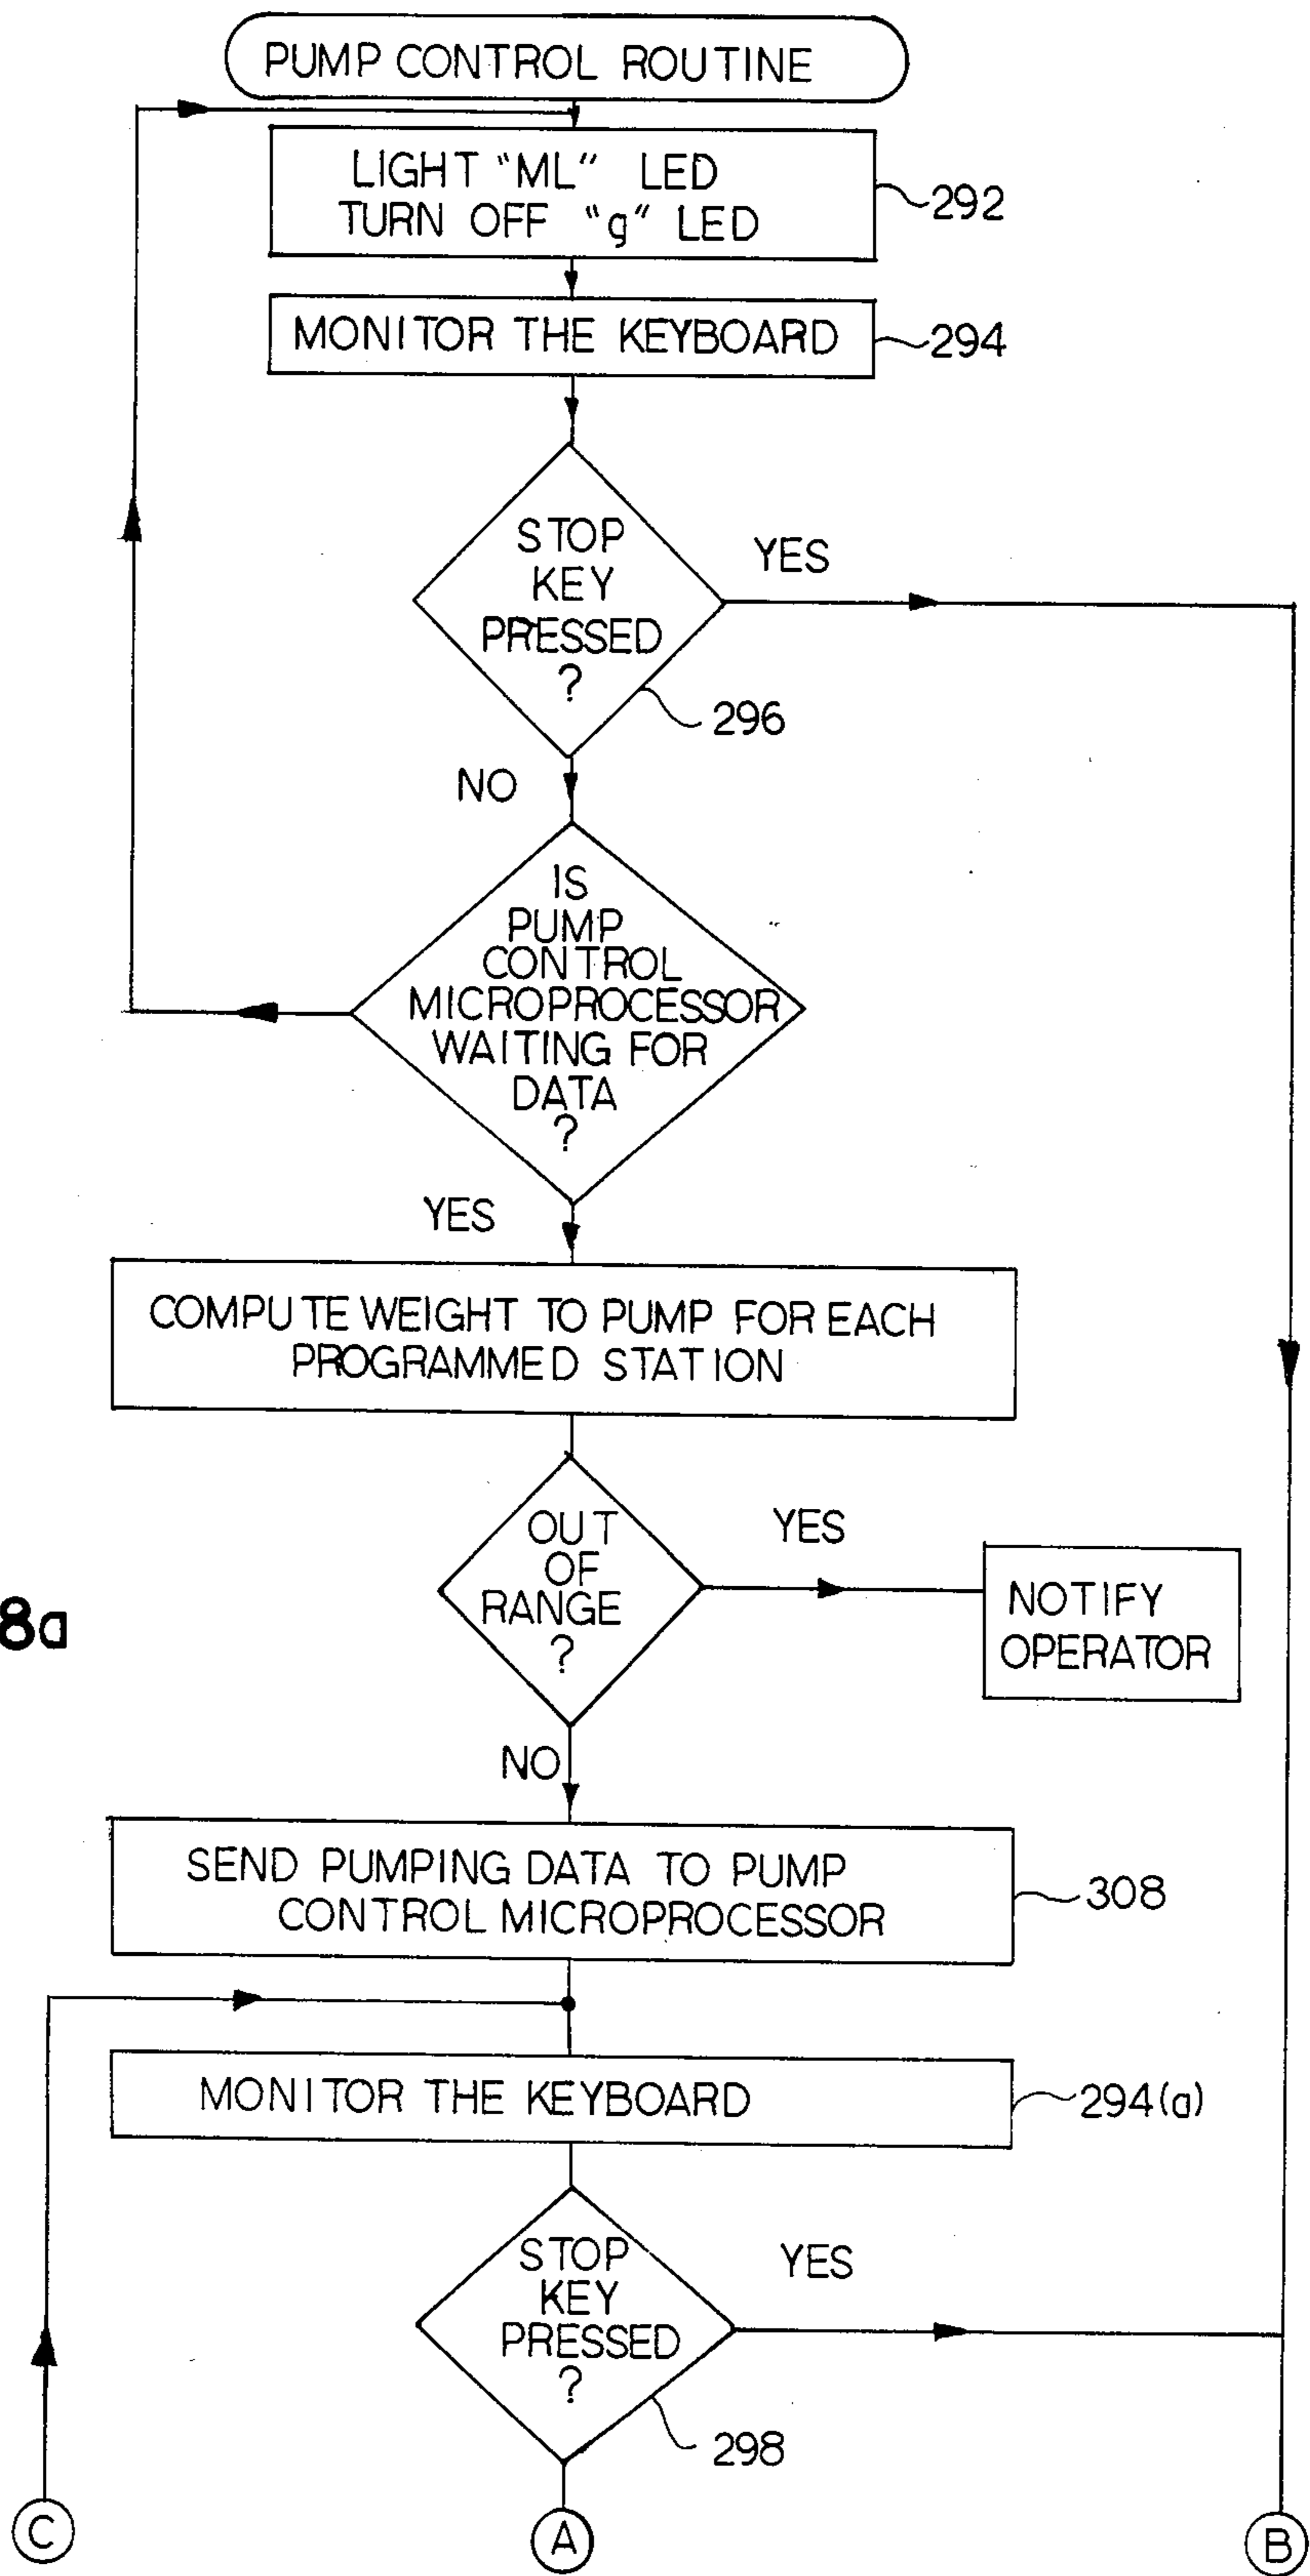 PUMP CONTROL ROUTINE
LIGHT "ML" LED
TURN OFF "g" LED
292
MONITOR THE KEYBOARD
294
STOP
KEY
PRESSED
?
YES
296
NO
IS
PUMP
CONTROL
MICROPROCESSOR
WAITING FOR
DATA
?
YES
COMPUTE WEIGHT TO PUMP FOR EACH
PROGRAMMED STATION
OUT
OF
RANGE
?
YES
NOTIFY
OPERATOR
8a
NO
SEND PUMPING DATA TO PUMP
CONTROL MICROPROCESSOR
308
MONITOR THE KEYBOARD
294(a)
STOP
KEY
PRESSED
?
YES
298
C
A
B